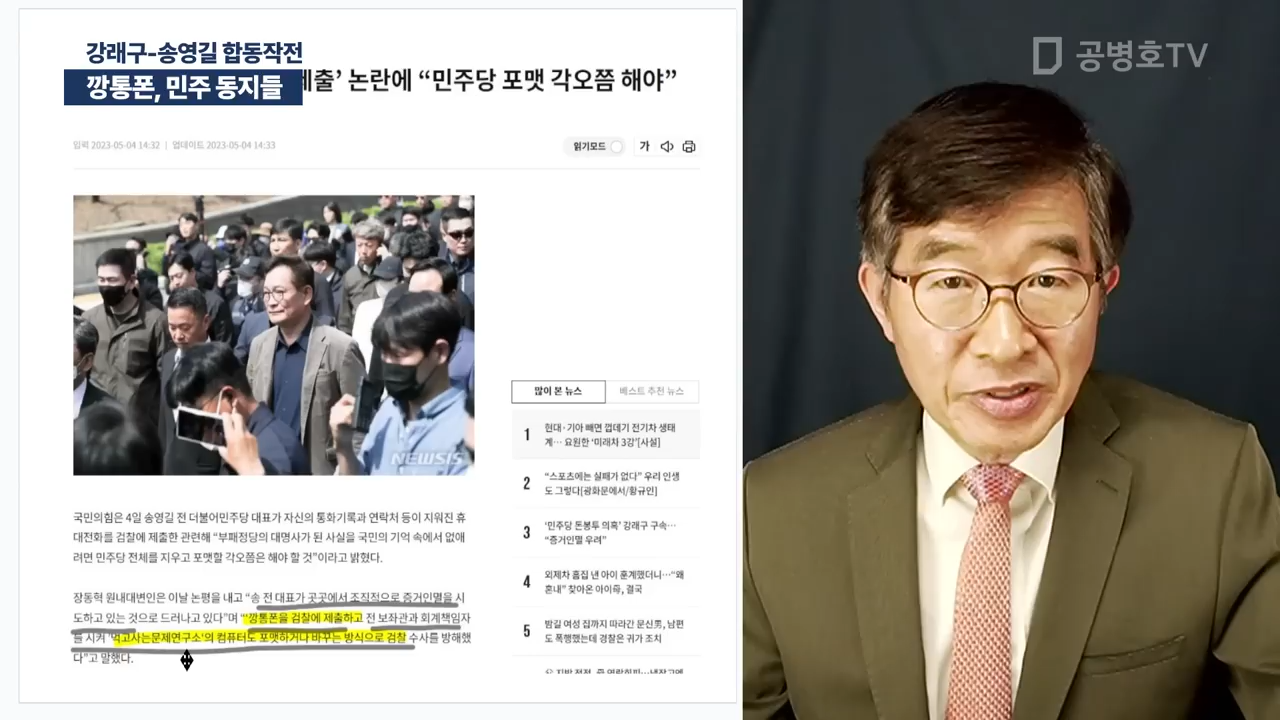 강래구-송영길 합동작전
깡통폰, 민주 동지들
제출’ 논란에 “민주당 포맷 각오쯤 해야”
공병호TV
입력 2023-05-04 14:32 | 업데이트 2023-05-04 14:33
읽기모드
가
NEWSIS
국민의힘은 4일 송영길 전 더불어민주당 대표가 자신의 통화기록과 연락처 등이 지워진 휴
대전화를 검찰에 제출한 관련해 “부패정당의 대명사가 된 사실을 국민의 기억 속에서 없애
려면 민주당 전체를 지우고 포맷할 각오쯤은 해야 할 것”이라고 밝혔다.
장동혁 원내대변인은 이날 논평을 내고 “송 전 대표가 곳곳에서 조직적으로 증거인멸을 시
도하고 있는 것으로 드러나고 있다”며 “‘깡통폰을 검찰에 제출하고 전 보좌관과 회계책임자
를 시켜 ‘먹고사는문제연구소’의 컴퓨터도 포맷하거나 바꾸는 방식으로 검찰 수사를 방해했
다”고 말했다.
많이 본 뉴스
베스트 추천 뉴스
1 현대·기아 빼면 껍데기 전기차 생태
계… 요원한 ‘미래차 3강’[사설]
2 “스포츠에는 실패가 없다” 우리 인생
도 그렇다[광화문에서/황규인]
3 ‘민주당 돈봉투 의혹’ 강래구 구속…
“증거인멸 우려”
4 외제차 흠집 낸 아이 훈계했더니…“왜
혼내” 찾아온 아이母, 결국
5 밤길 여성 집까지 따라간 문신男, 남편
도 폭행했는데 경찰은 귀가 조치